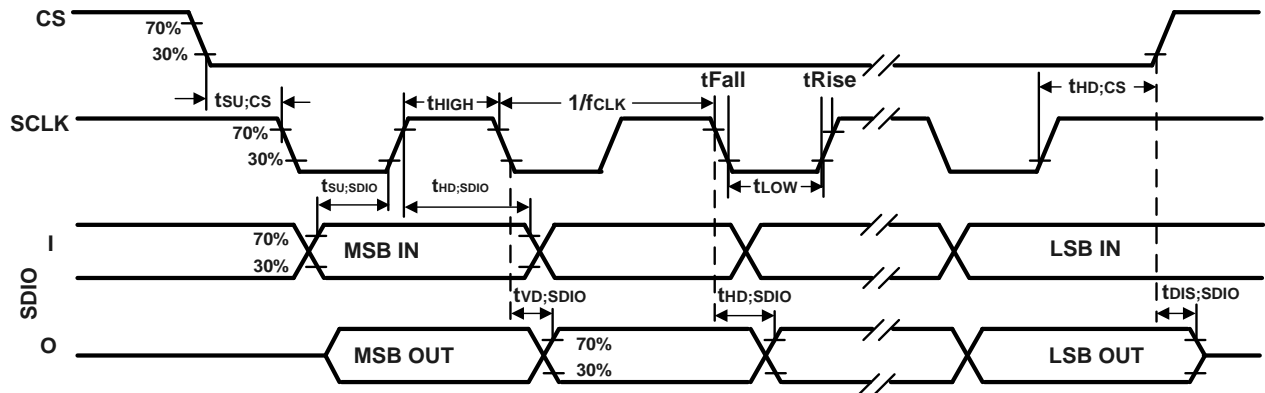 CS
70%
30%
tFall
tRise
tSU;CS
tHIGH
1/fCLK
tHD;CS
SCLK
70%
30%
tLOW
tSU;SDIO
tHD;SDIO
SDIO
I
70%
30%
MSB IN
LSB IN
tVD;SDIO
tHD;SDIO
tDIS;SDIO
O
MSB OUT
70%
30%
LSB OUT